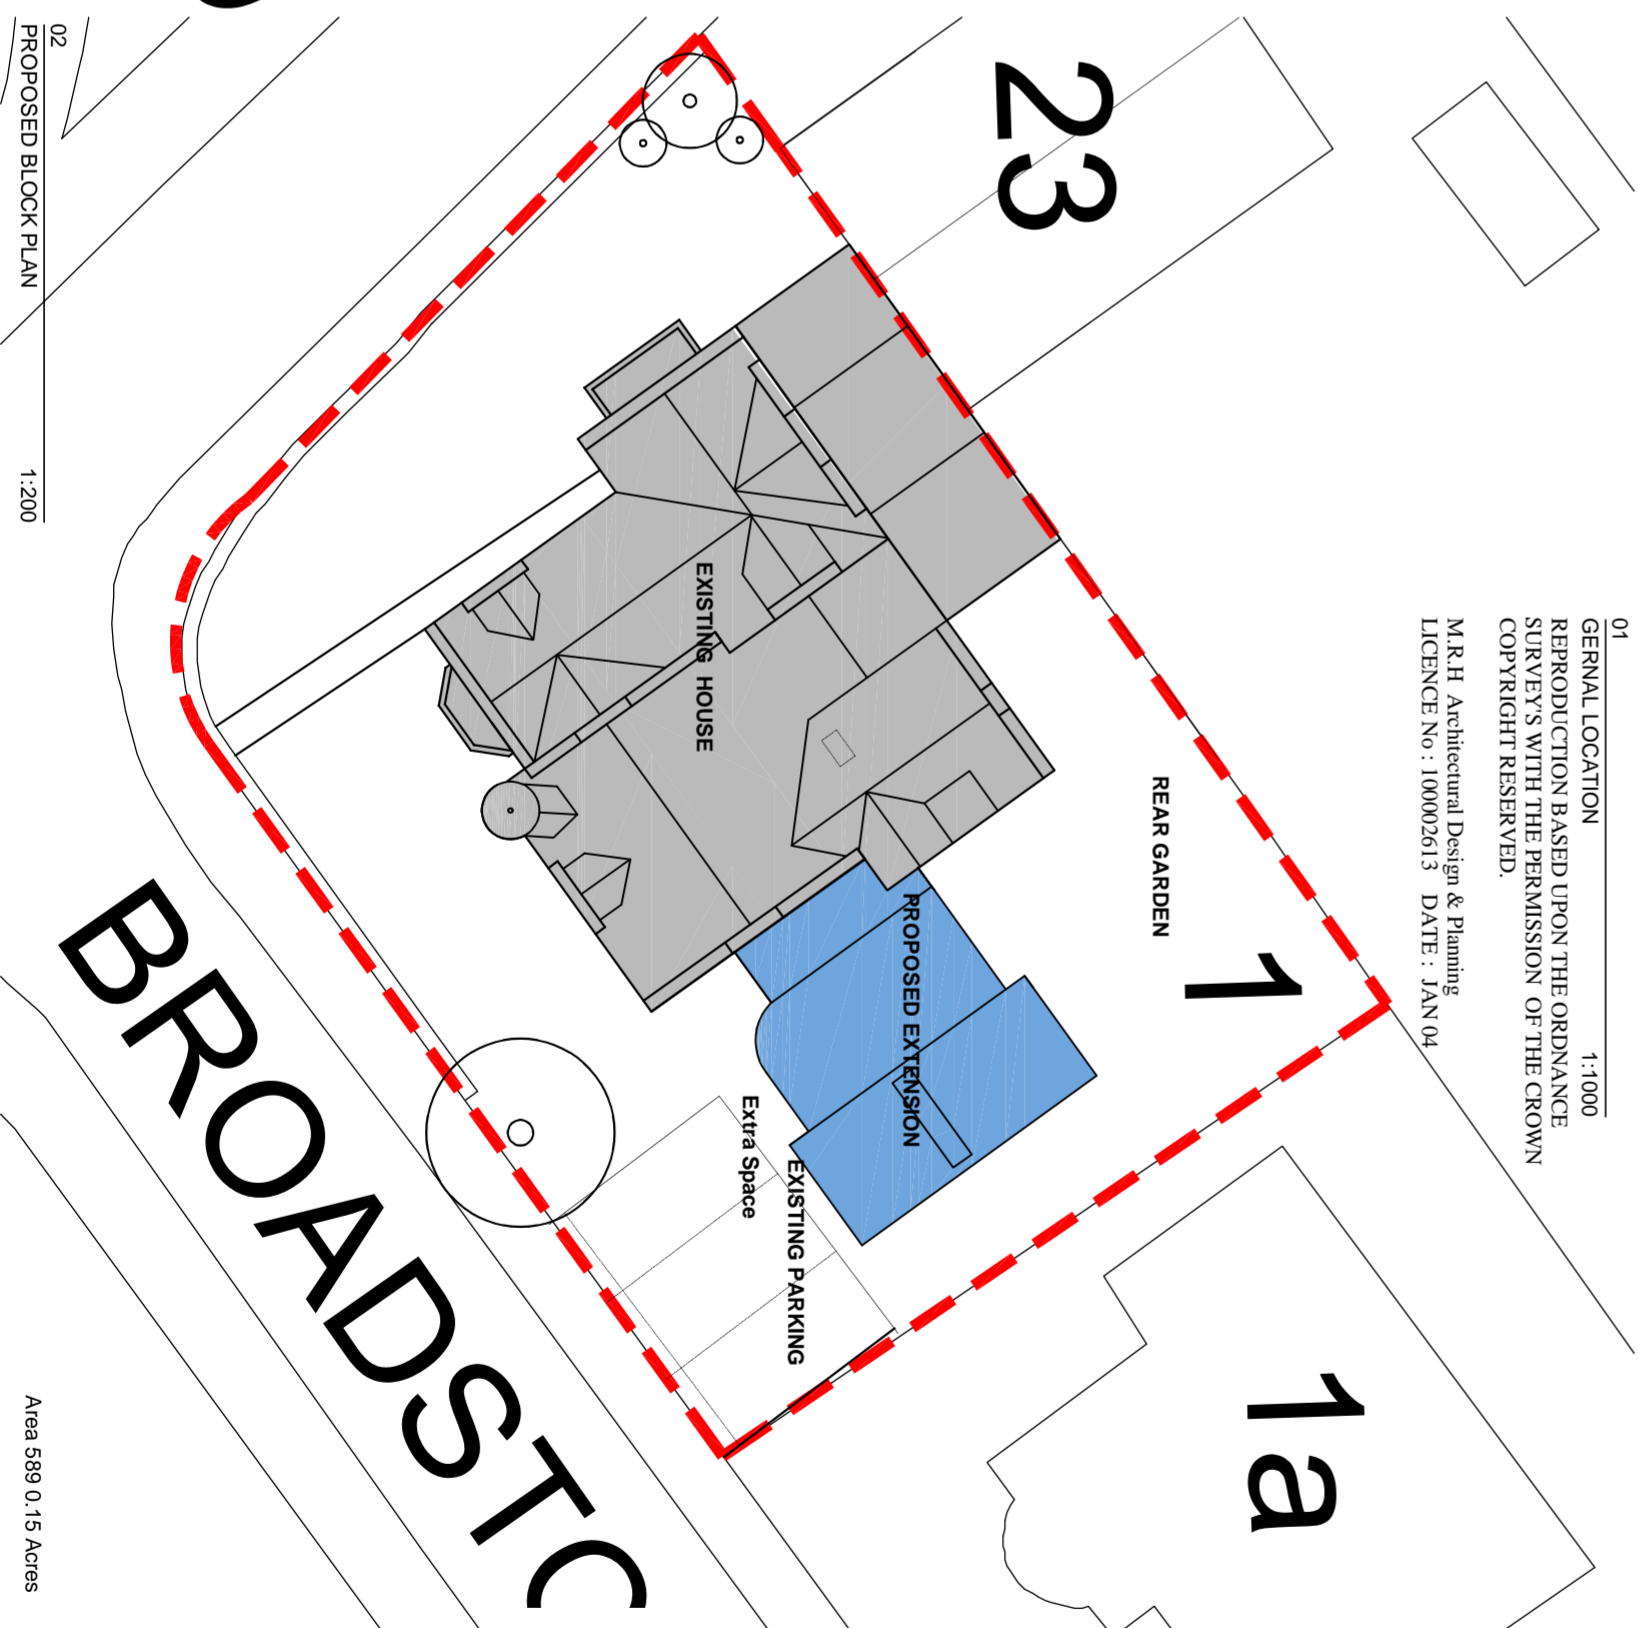 01
GERNAL LOCATION 1:1000
REPRODUCTION BASED UPON THE ORDNANCE
SURVEY'S WITH THE PERMISSION OF THE CROWN
COPYRIGHT RESERVED.
M.R.H Architectural Design & Planning
LICENCE No : 100002613 DATE : JAN 04
23
1
1a
REAR GARDEN
PROPOSED EXTENSION
EXISTING HOUSE
EXISTING PARKING
Extra Space
BROADSTO
02
PROPOSED BLOCK PLAN 1:200
Area 589 0.15 Acres